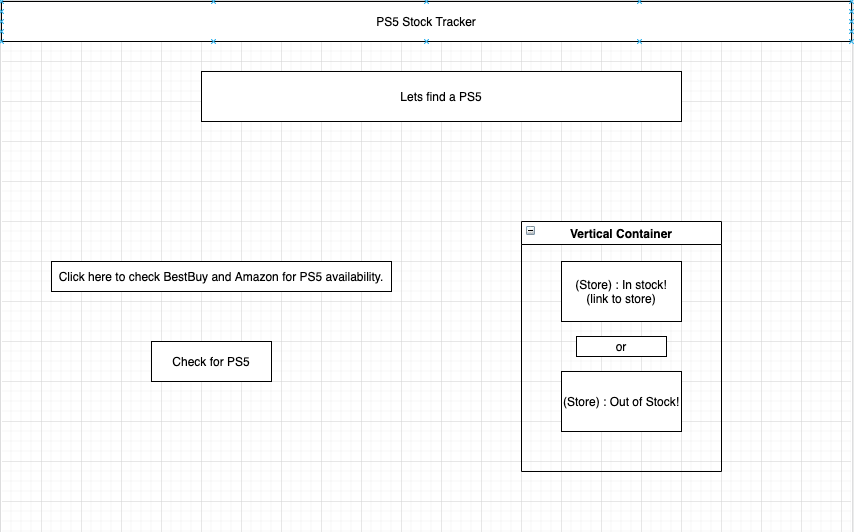 PS5 Stock Tracker
Lets find a PS5
Click here to check BestBuy and Amazon for PS5 availability.
Check for PS5
Vertical Container
(Store) : In stock!
(link to store)
or
(Store) : Out of Stock!